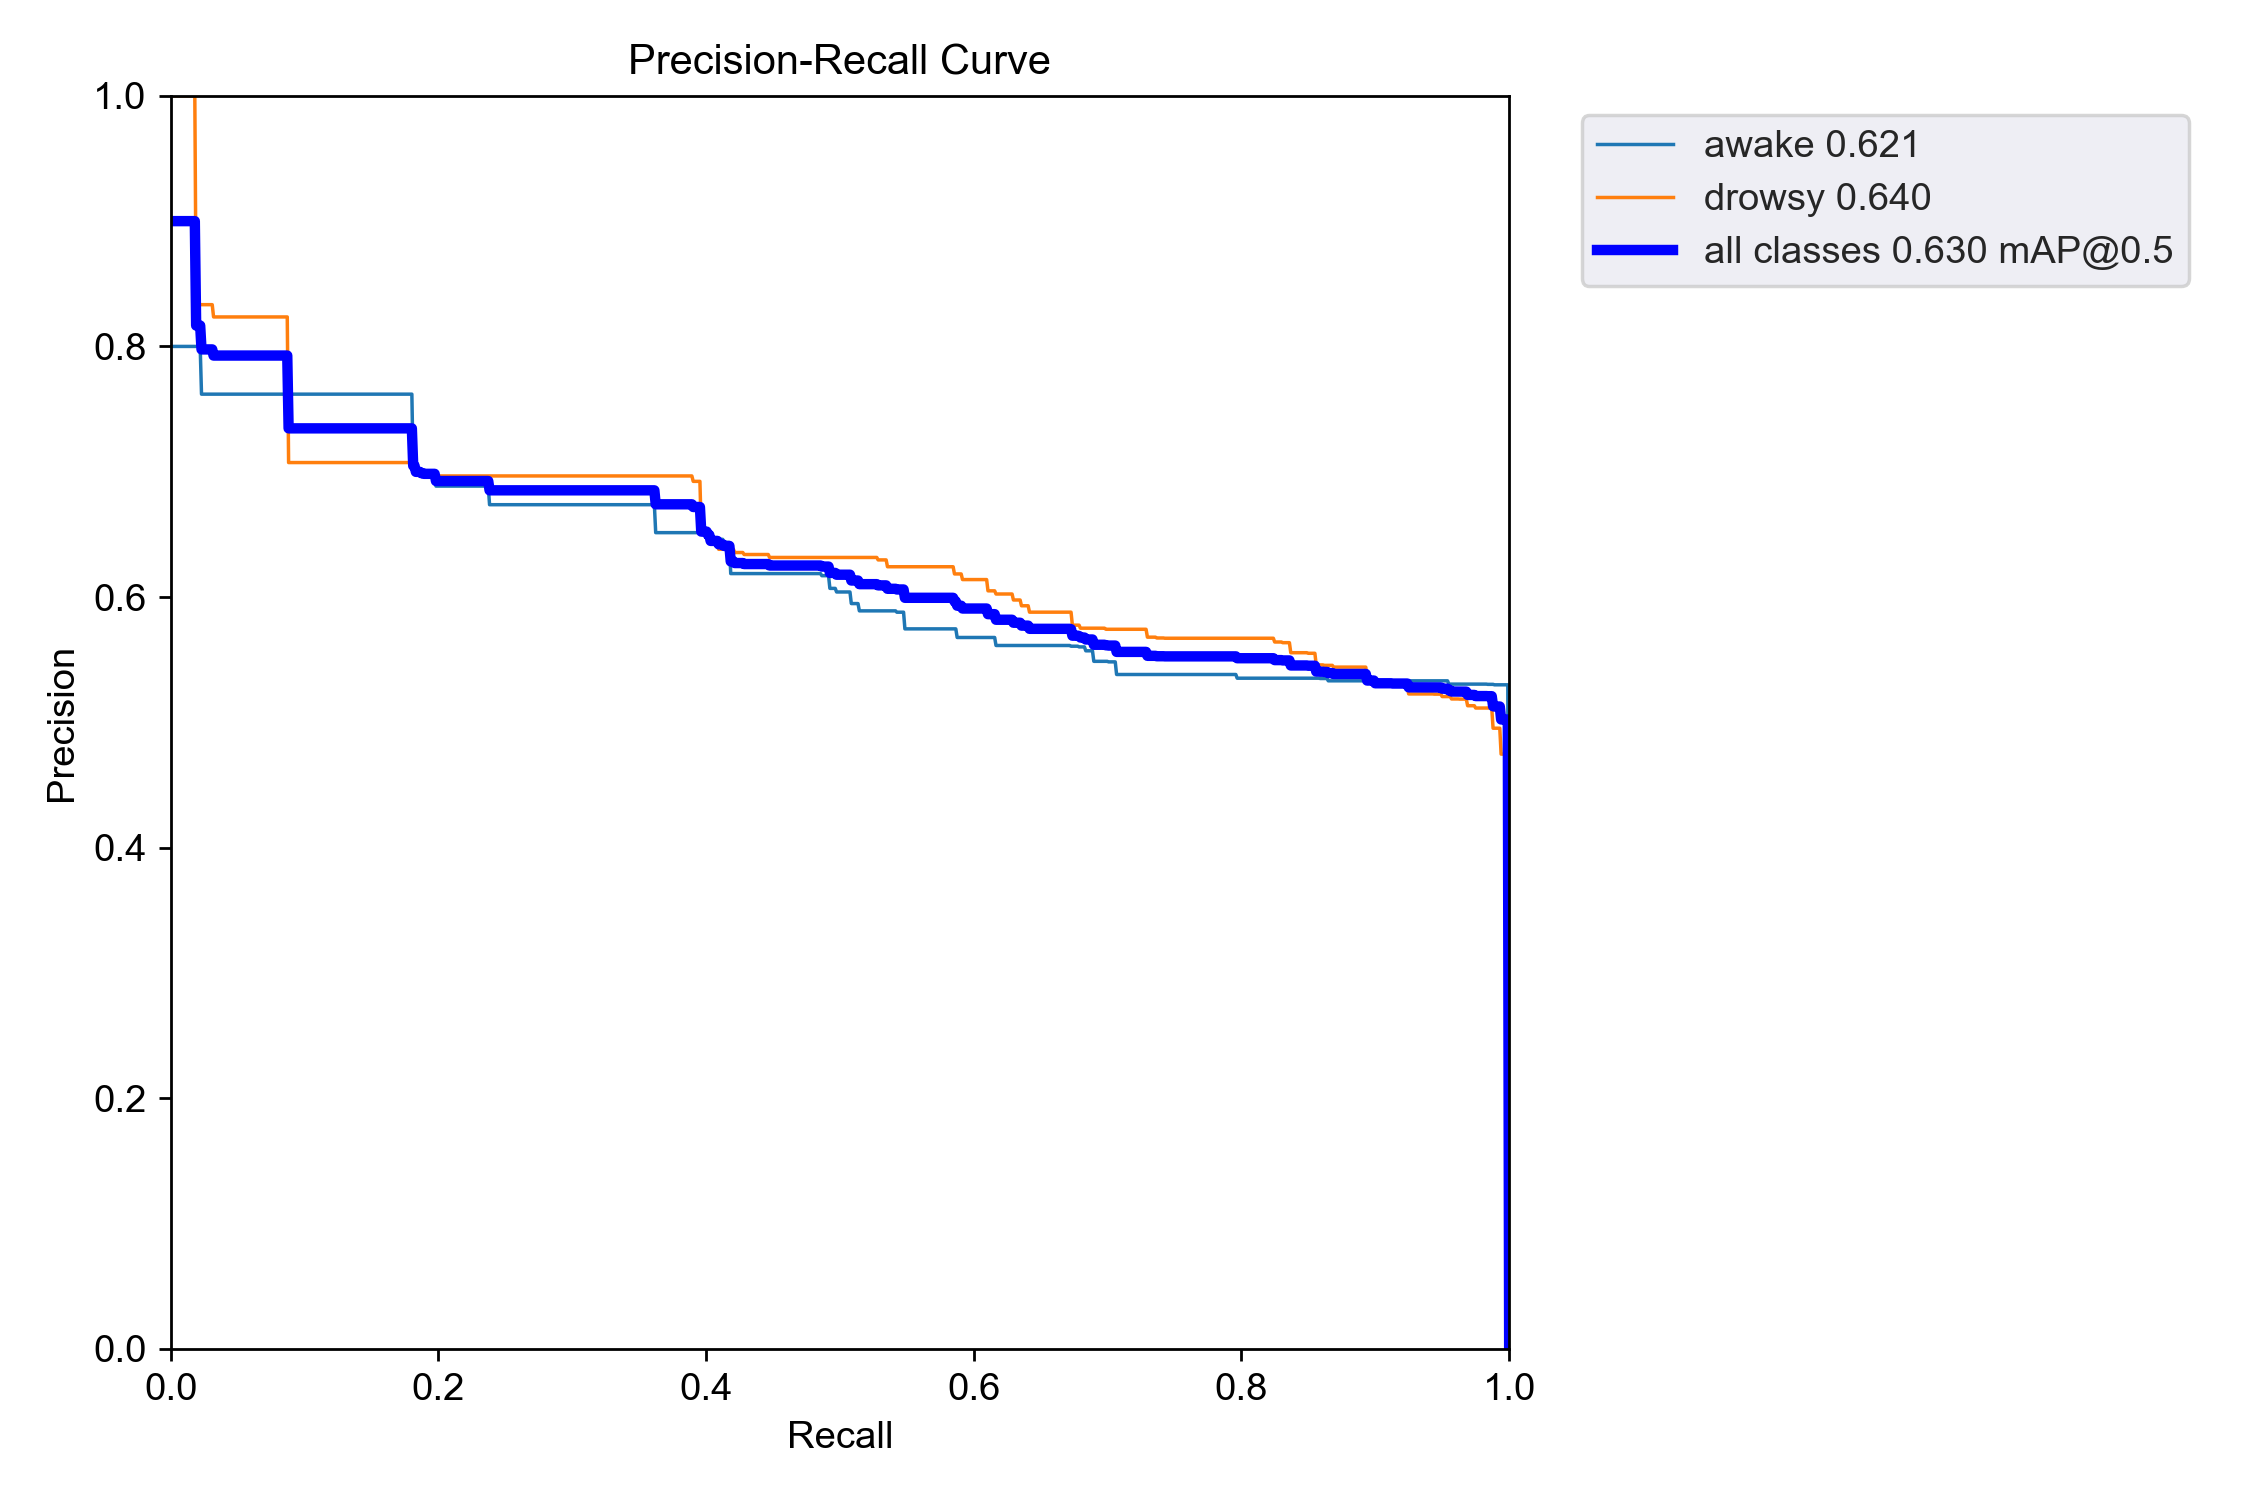 Precision-Recall Curve
1.0
0.8
0.6
0.4
0.2
0.0
Precision
0.0 0.2 0.4 0.6 0.8 1.0
Recall
awake 0.621
drowsy 0.640
all classes 0.630 mAP@0.5